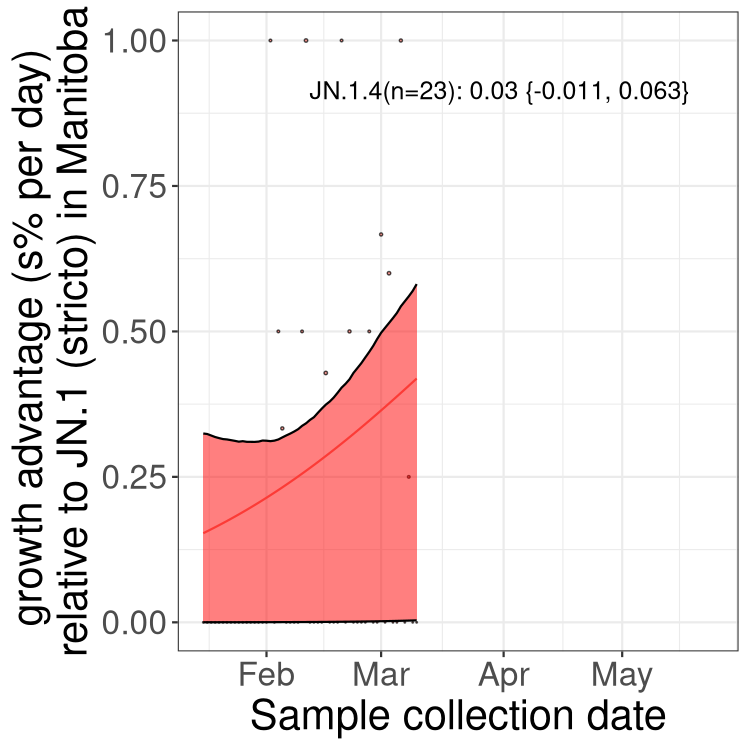 growth advantage (s% per day)
relative to JN.1 (stricto) in Manitoba
1.00
0.75
0.50
0.25
0.00
JN.1.4(n=23): 0.03 {-0.011, 0.063}
Feb Mar Apr May
Sample collection date